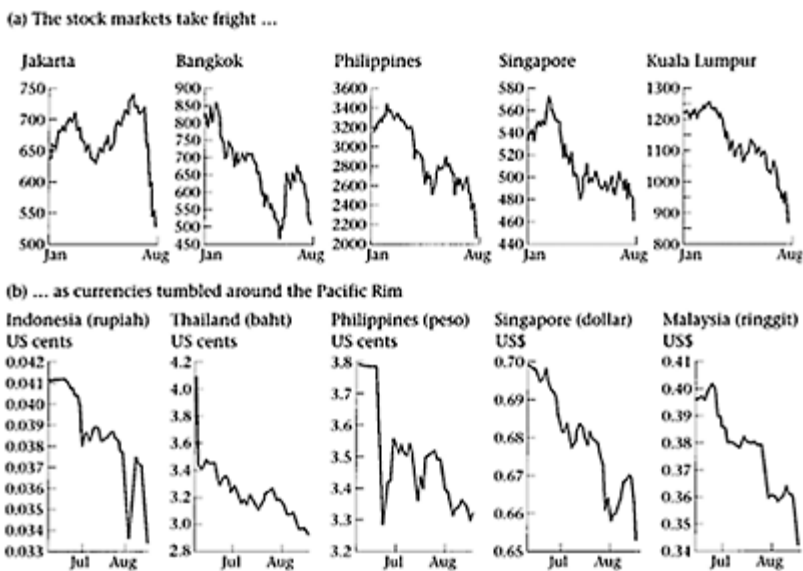 (a) The stock markets take fright ...
Jakarta
Bangkok
Philippines
Singapore
Kuala Lumpur
750
700
650
600
550
500
Jan
Aug
900
850
800
750
700
650
600
550
500
450
Jan
Aug
3600
3400
3200
3000
2800
2600
2400
2200
2000
Jan
Aug
580
560
540
520
500
480
460
440
Jan
Aug
1300
1200
1100
1000
900
800
Jan
Aug
(b) ... as currencies tumbled around the Pacific Rim
Indonesia (rupiah)
US cents
Thailand (baht)
US cents
Philippines (peso)
US cents
Singapore (dollar)
US$
Malaysia (ringgit)
US$
0.042
0.041
0.040
0.039
0.038
0.037
0.036
0.035
0.034
0.033
Jul
Aug
4.2
4.0
3.8
3.6
3.4
3.2
3.0
2.8
Jul
Aug
3.8
3.7
3.6
3.5
3.4
3.3
3.2
Jul
Aug
0.70
0.69
0.68
0.67
0.66
0.65
Jul
Aug
0.41
0.40
0.39
0.38
0.37
0.36
0.35
0.34
Jul
Aug